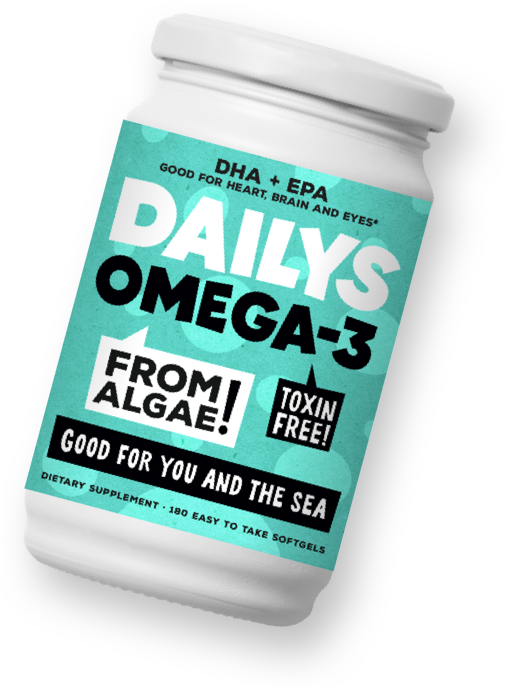 DHA + EPA
GOOD FOR HEART, BRAIN AND EYES*
DAILYS
OMEGA-3
FROM
ALGAE!
TOXIN
FREE!
GOOD FOR YOU AND THE SEA
DIETARY SUPPLEMENT · 180 EASY TO TAKE SOFTGELS